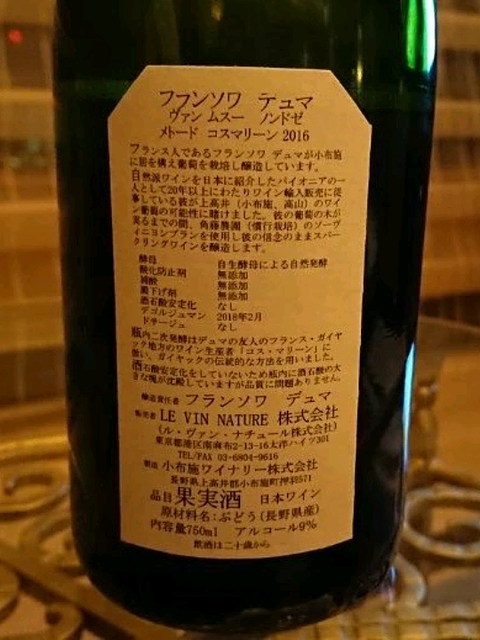 フランソワ デュマ
ヴァン ムスー ノンドゼ
メトード コスマリーン 2016
フランス人であるフランソワ デュマが小布施
に居を構え葡萄を栽培し醸造しています。
自然派ワインを日本に紹介したパイオニアの一
人として20年以上にわたりワイン輸入販売に従
事している彼が上高井（小布施、高山）のワイ
ン葡萄の可能性に賭けました。彼の葡萄の木が
実るまでの間、角藤農園（慣行栽培）のソーヴ
ィニヨンブランを使用し彼の信念のままスパー
クリングワインを醸造します。
酵母 自生酵母による自然発酵
酸化防止剤 無添加
補酸 無添加
澱下げ剤 無添加
酒石酸安定化 なし
デゴルジュマン 2018年2月
ドサージュ なし
瓶内二次発酵はデュマの友人のフランス・ガイヤ
ック地方のワイン生産者「コス・マリーン」に
倣い、ガイヤックの伝統的な方法を用いました。
酒石酸安定化をしていないため瓶内に酒石酸の大
きな塊が沈殿していますが品質に問題ありません。
醸造責任者 フランソワ デュマ
販売者 LE VIN NATURE 株式会社
(ル・ヴァン・ナチュール株式会社)
東京都港区南麻布2-13-16太洋ハイツ301
TEL/FAX 03-6804-9616
製造 小布施ワイナリー株式会社
長野県上高井郡小布施町押羽571
品目 果実酒 日本ワイン
原材料名：ぶどう(長野県産)
内容量750ml アルコール9%
飲酒は二十歳から